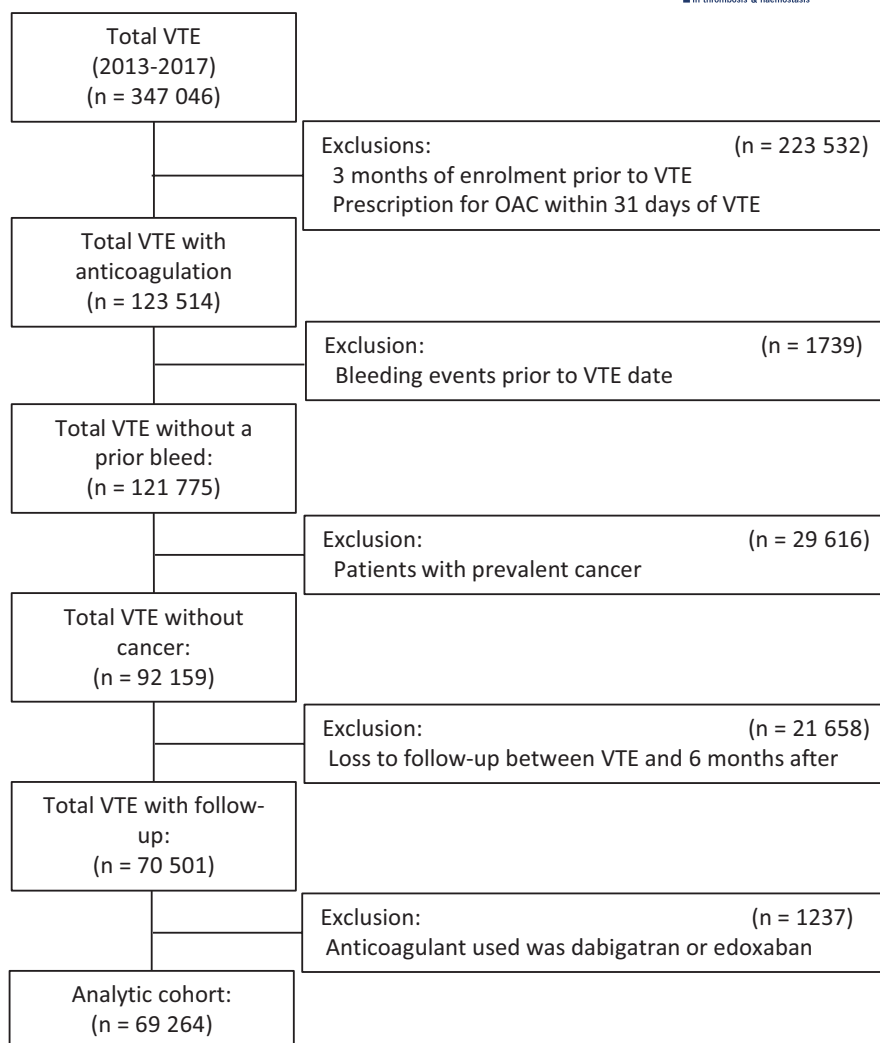 in thrombosis & haemostasis
Total VTE
(2013-2017)
(n = 347 046)
Exclusions: (n = 223 532)
3 months of enrolment prior to VTE
Prescription for OAC within 31 days of VTE
Total VTE with
anticoagulation
(n = 123 514)
Exclusion: (n = 1739)
Bleeding events prior to VTE date
Total VTE without a
prior bleed:
(n = 121 775)
Exclusion: (n = 29 616)
Patients with prevalent cancer
Total VTE without
cancer:
(n = 92 159)
Exclusion: (n = 21 658)
Loss to follow-up between VTE and 6 months after
Total VTE with follow-
up:
(n = 70 501)
Exclusion: (n = 1237)
Anticoagulant used was dabigatran or edoxaban
Analytic cohort:
(n = 69 264)